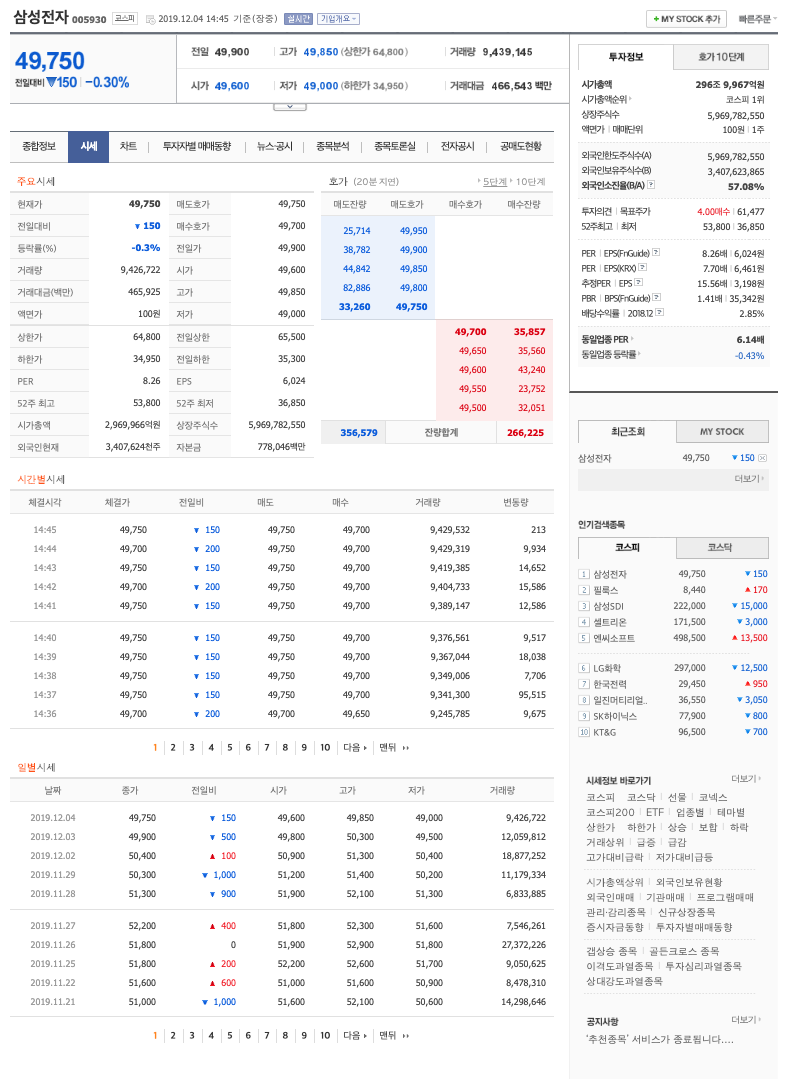 삼성전자 005930 코스피 2019.12.04 14:45 기준(장중) 실시간 기업개요 + MY STOCK 추가 빠른주문
49,750
전일대비 ▼150 -0.30%
전일 49,900 고가 49,850 (상한가 64,800) 거래량 9,439,145
시가 49,600 저가 49,000 (하한가 34,950) 거래대금 466,543 백만
종합정보 시세 차트 투자자별 매매동향 뉴스·공시 종목분석 종목토론실 전자공시 공매도현황
주요시세
현재가 49,750 매도호가 49,750
전일대비 ▼ 150 매수호가 49,700
등락률(%) -0.3% 전일가 49,900
거래량 9,426,722 시가 49,600
거래대금(백만) 465,925 고가 49,850
액면가 100원 저가 49,000
상한가 64,800 전일상한 65,500
하한가 34,950 전일하한 35,300
PER 8.26 EPS 6,024
52주 최고 53,800 52주 최저 36,850
시가총액 2,969,966억원 상장주식수 5,969,782,550
외국인현재 3,407,624천주 자본금 778,046백만
호가 (20분 지연) 5단계 10단계
매도잔량 매도호가 매수호가 매수잔량
25,714 49,950
38,782 49,900
44,842 49,850
82,886 49,800
33,260 49,750
49,700 35,857
49,650 35,560
49,600 43,240
49,550 23,752
49,500 32,051
356,579 잔량합계 266,225
시간별시세
체결시각 체결가 전일비 매도 매수 거래량 변동량
14:45 49,750 ▼ 150 49,750 49,700 9,429,532 213
14:44 49,700 ▼ 200 49,750 49,700 9,429,319 9,934
14:43 49,750 ▼ 150 49,750 49,700 9,419,385 14,652
14:42 49,700 ▼ 200 49,750 49,700 9,404,733 15,586
14:41 49,750 ▼ 150 49,750 49,700 9,389,147 12,586
14:40 49,750 ▼ 150 49,750 49,700 9,376,561 9,517
14:39 49,750 ▼ 150 49,750 49,700 9,367,044 18,038
14:38 49,750 ▼ 150 49,750 49,700 9,349,006 7,706
14:37 49,750 ▼ 150 49,750 49,700 9,341,300 95,515
14:36 49,700 ▼ 200 49,700 49,650 9,245,785 9,675
1 2 3 4 5 6 7 8 9 10 다음 맨뒤
일별시세
날짜 종가 전일비 시가 고가 저가 거래량
2019.12.04 49,750 ▼ 150 49,600 49,850 49,000 9,426,722
2019.12.03 49,900 ▼ 500 49,800 50,300 49,500 12,059,812
2019.12.02 50,400 ▲ 100 50,900 51,300 50,400 18,877,252
2019.11.29 50,300 ▼ 1,000 51,200 51,400 50,200 11,179,334
2019.11.28 51,300 ▼ 900 51,900 52,100 51,300 6,833,885
2019.11.27 52,200 ▲ 400 51,800 52,300 51,600 7,546,261
2019.11.26 51,800 0 51,900 52,900 51,800 27,372,226
2019.11.25 51,800 ▲ 200 52,200 52,600 51,700 9,050,625
2019.11.22 51,600 ▲ 600 51,000 51,600 50,900 8,478,310
2019.11.21 51,000 ▼ 1,000 51,600 52,100 50,600 14,298,646
1 2 3 4 5 6 7 8 9 10 다음 맨뒤
투자정보 호가 10단계
시가총액 296조 9,967억원
시가총액순위 코스피 1위
상장주식수 5,969,782,550
액면가 | 매매단위 100원 | 1주
외국인한도주식수(A) 5,969,782,550
외국인보유주식수(B) 3,407,623,865
외국인소진율(B/A) ? 57.08%
투자의견 | 목표주가 4.00매수 | 61,477
52주최고 | 최저 53,800 | 36,850
PER | EPS(FnGuide) ? 8.26배 | 6,024원
PER | EPS(KRX) ? 7.70배 | 6,461원
추정PER | EPS ? 15.56배 | 3,198원
PBR | BPS(FnGuide) ? 1.41배 | 35,342원
배당수익률 | 2018.12 ? 2.85%
동일업종 PER 6.14배
동일업종 등락률 -0.43%
최근조회 MY STOCK
삼성전자 49,750 ▼150
더보기
인기검색종목
코스피 코스닥
1 삼성전자 49,750 ▼150
2 필룩스 8,440 ▲170
3 삼성SDI 222,000 ▼15,000
4 셀트리온 171,500 ▼3,000
5 엔씨소프트 498,500 ▲13,500
6 LG화학 297,000 ▼12,500
7 한국전력 29,450 ▲950
8 일진머티리얼.. 36,550 ▼3,050
9 SK하이닉스 77,900 ▼800
10 KT&G 96,500 ▼700
시세정보 바로가기 더보기
코스피 코스닥 | 선물 | 코넥스
코스피200 | ETF | 업종별 | 테마별
상한가 하한가 | 상승 | 보합 | 하락
거래상위 | 급증 | 급감
고가대비급락 | 저가대비급등
시가총액상위 | 외국인보유현황
외국인매매 | 기관매매 | 프로그램매매
관리·감리종목 | 신규상장종목
증시자금동향 | 투자자별매매동향
갭상승 종목 | 골든크로스 종목
이격도과열종목 | 투자심리과열종목
상대강도과열종목
공지사항 더보기
'추천종목' 서비스가 종료됩니다....